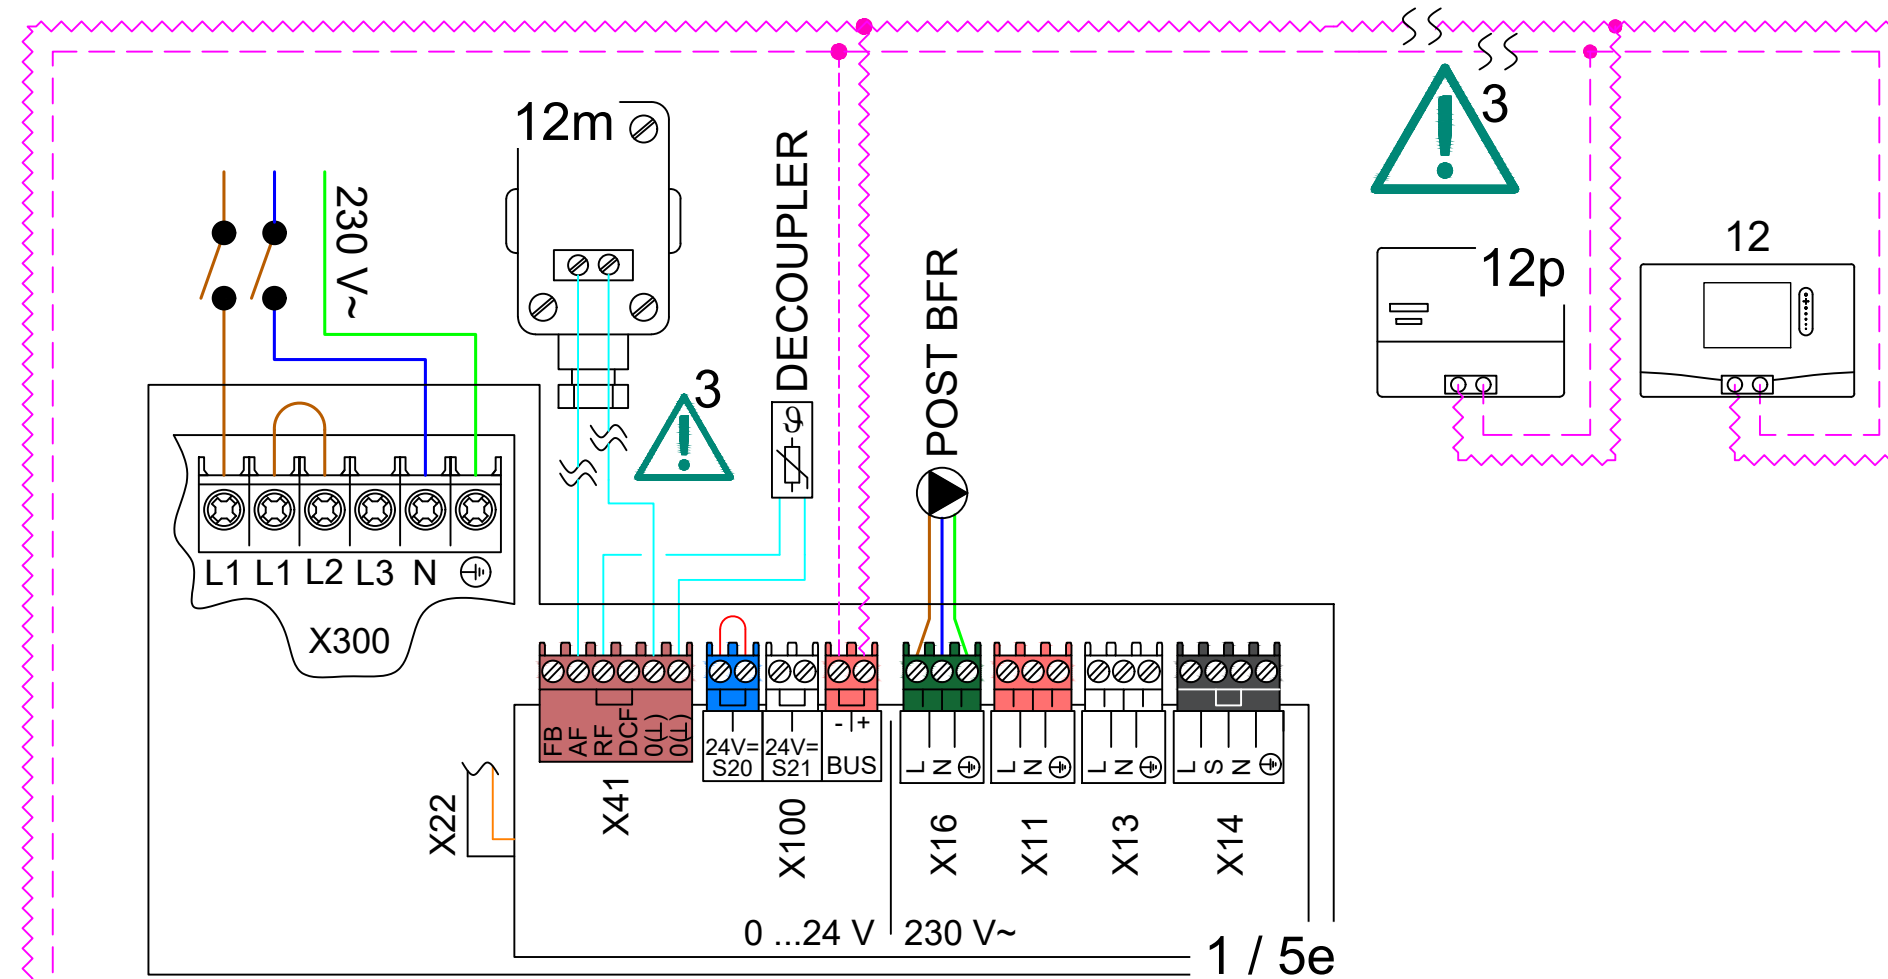 3
12m
DECOUPLER
230 V~
12
12p
POST BFR
3
ϑ
L1 L1 L2 L3 N
X300
FB
AF
RF
DCF
0(⊥)
0(⊥)
24V=
S20
24V=
S21
- +
BUS
L
N
L
N
L
N
L
S
N
X22
X41
X100
X16
X11
X13
X14
0 ...24 V
230 V~
1 / 5e